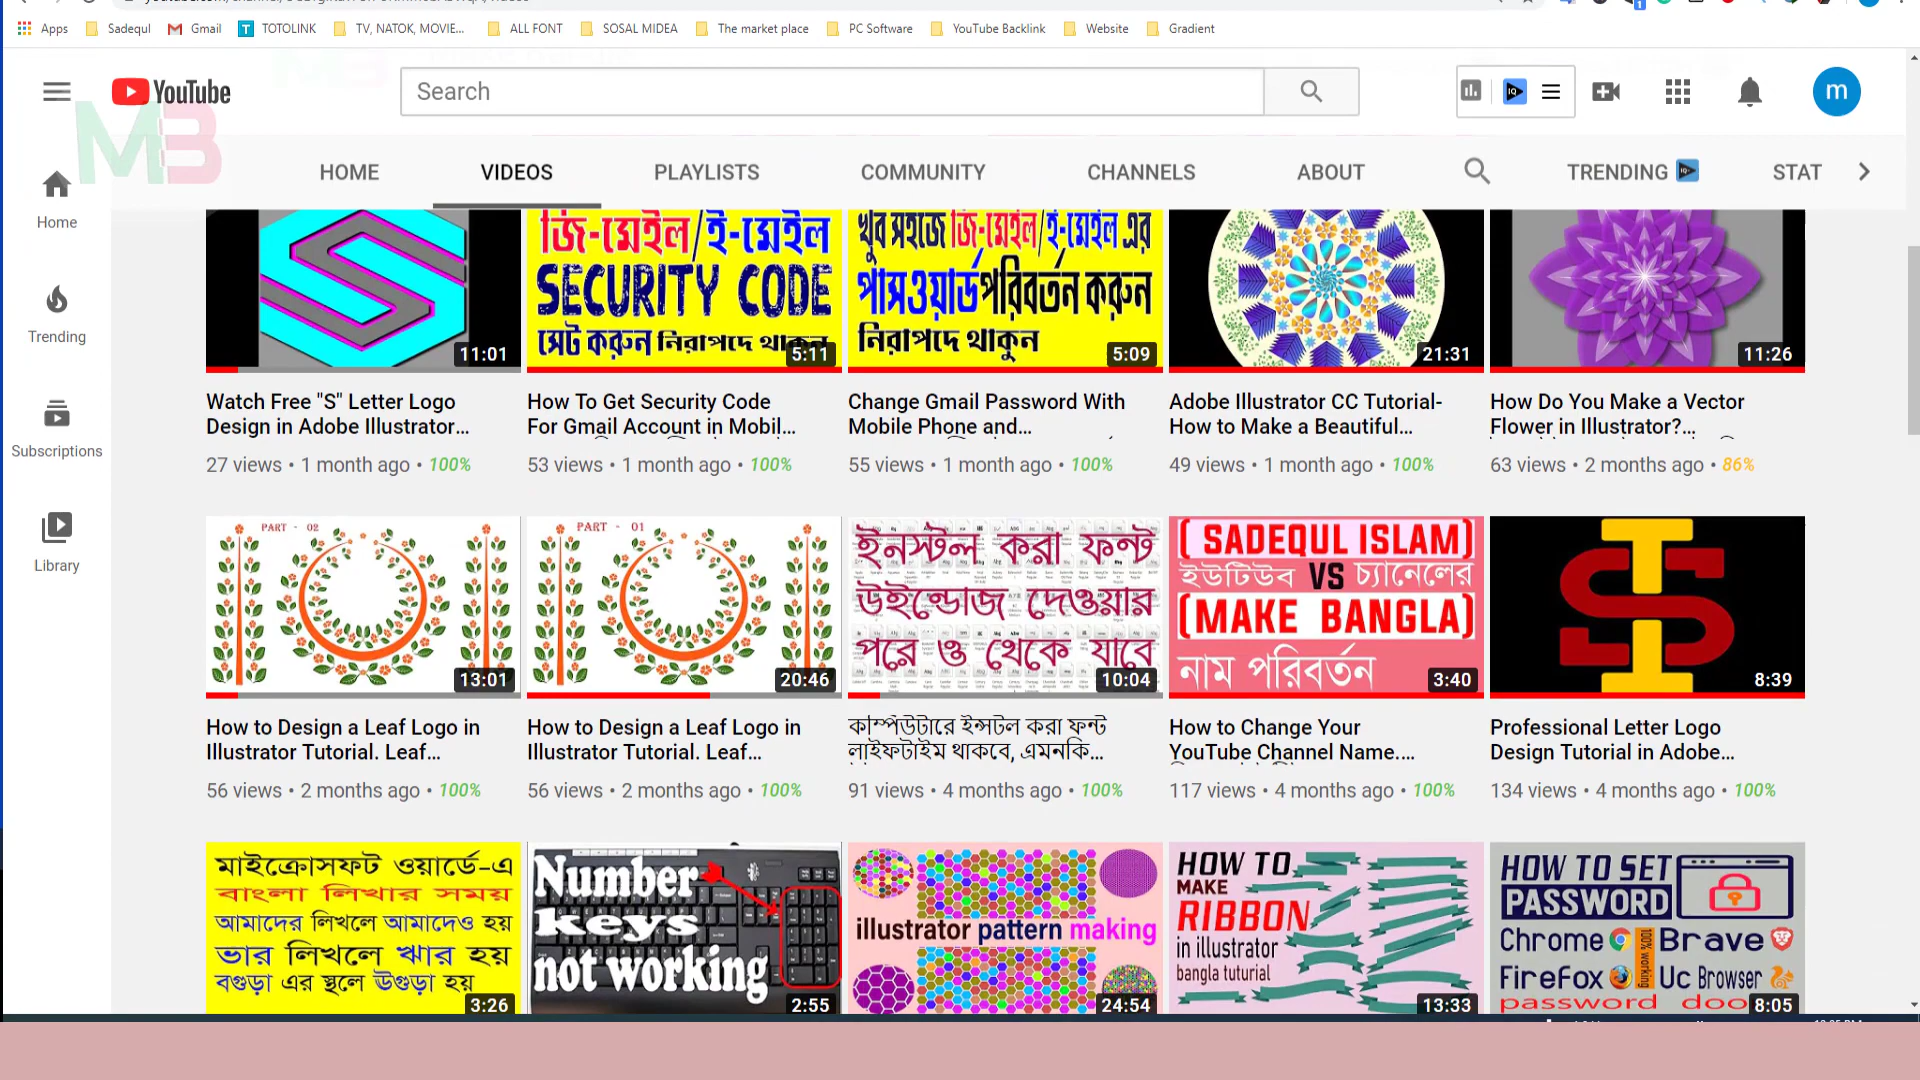 Apps Sadequl Gmail TOTOLINK TV, NATOK, MOVIE... ALL FONT SOSAL MIDEA The market place PC Software YouTube Backlink Website Gradient
YouTube Search IQ m
MB
HOME VIDEOS PLAYLISTS COMMUNITY CHANNELS ABOUT TRENDING STAT
Home
Trending
Subscriptions
Library
11:01
জি-মেইল/ই-মেইল
SECURITY CODE
সেট করুন নিরাপদে থাকুন
5:11
খুব সহজে জি-মেইল/ই-মেইল এর
পাসওয়ার্ড পরিবর্তন করুন
নিরাপদে থাকুন
5:09
21:31
11:26
Watch Free "S" Letter Logo
Design in Adobe Illustrator...
27 views • 1 month ago • 100%
How To Get Security Code
For Gmail Account in Mobil...
53 views • 1 month ago • 100%
Change Gmail Password With
Mobile Phone and...
55 views • 1 month ago • 100%
Adobe Illustrator CC Tutorial-
How to Make a Beautiful...
49 views • 1 month ago • 100%
How Do You Make a Vector
Flower in Illustrator?...
63 views • 2 months ago • 86%
PART - 02
13:01
PART - 01
20:46
ইনস্টল করা ফন্ট
উইন্ডোজ দেওয়ার
পরে ও থেকে যাবে
10:04
( SADEQUL ISLAM)
ইউটিউব VS চ্যানেলের
(MAKE BANGLA)
নাম পরিবর্তন
3:40
8:39
How to Design a Leaf Logo in
Illustrator Tutorial. Leaf...
56 views • 2 months ago • 100%
How to Design a Leaf Logo in
Illustrator Tutorial. Leaf...
56 views • 2 months ago • 100%
কম্পিউটারে ইন্সটল করা ফন্ট
লাইফটাইম থাকবে, এমনকি...
91 views • 4 months ago • 100%
How to Change Your
YouTube Channel Name....
117 views • 4 months ago • 100%
Professional Letter Logo
Design Tutorial in Adobe...
134 views • 4 months ago • 100%
মাইক্রোসফট ওয়ার্ডে-এ
বাংলা লিখার সময়
আমাদের লিখলে আমাদেও হয়
ভার লিখলে ঋার হয়
বগুড়া এর স্থলে ঊগুড়া হয়
3:26
Number
keys
not working
2:55
illustrator pattern making
24:54
HOW TO
MAKE
RIBBON
in illustrator
bangla tuturial
13:33
HOW TO SET
PASSWORD
Chrome Brave
FireFox Uc Browser
100% working
password doo
8:05